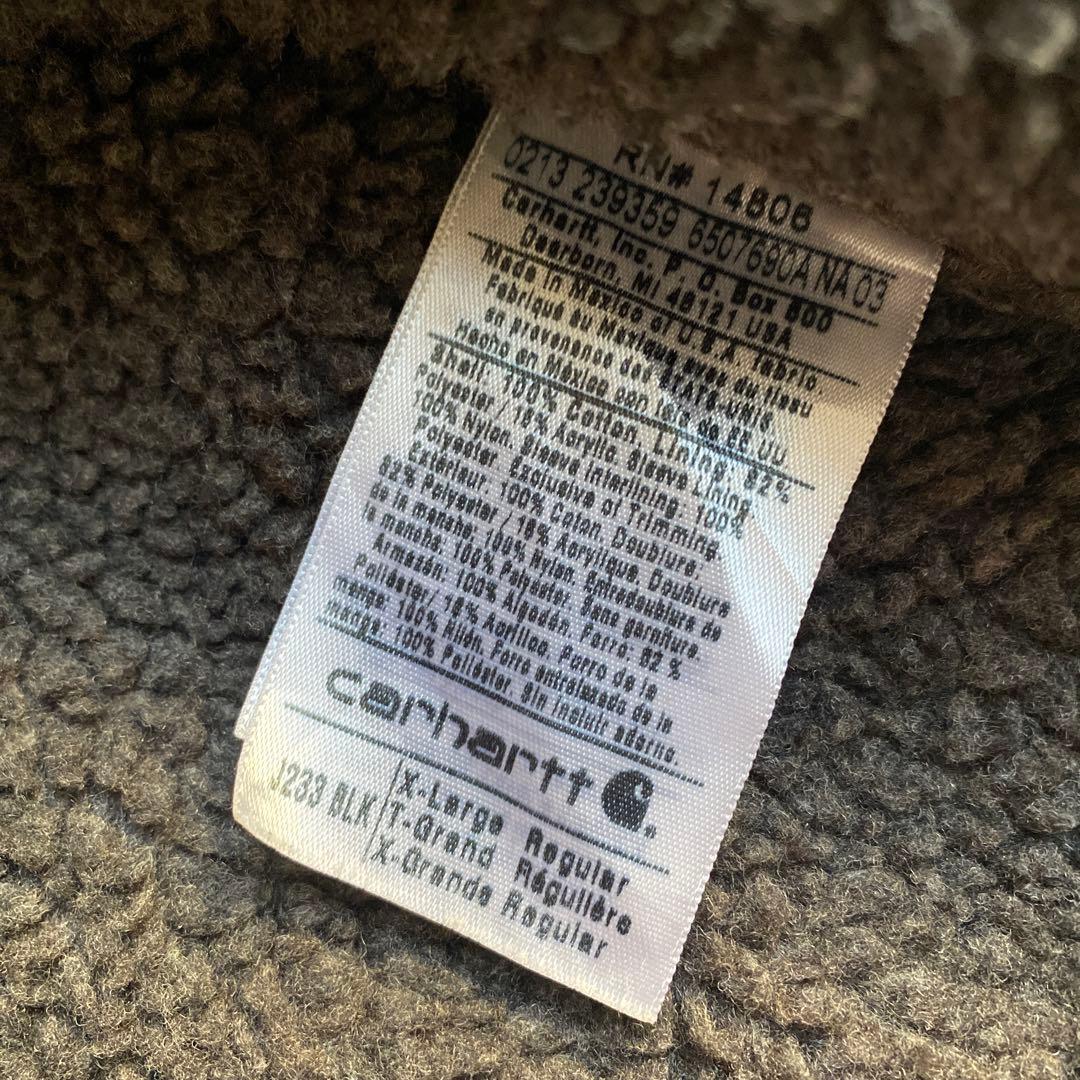 RN# 14806
0213 239359 6507690A NA 03
Carhartt, Inc. P. O. Box 600
Dearborn, MI 48121 USA
Made in Mexico of U.S.A. fabric
Fabriqué au Mexique avec du tissu
en provenance des ETATS-UNIS
Hecho en México con tela de EE.UU.
Shell: 100% Cotton, Lining: 82%
Polyester / 18% Acrylic. Sleeve Lining
100% Nylon. Sleeve Interlining. 100%
Polyester. Exclusive of Trimming.
Extérieur. 100% Coton. Doublure.
82% Polyester / 18% Acrylique. Doublure
de la manche, 100% Nylon. Entredoublure de
la manche. 100% Polyester. Sans garniture.
Armazón: 100% Algodón. Forro: 82 %
Poliéster / 18% Acrílico. Forro de la
manga: 100% Nilón. Forro entrelazado de la
manga. 100% Poliéster. Sin incluir adorno.
carhartt
J233 BLK X-Large Regular
T-Grand Régulière
X-Grande Regular